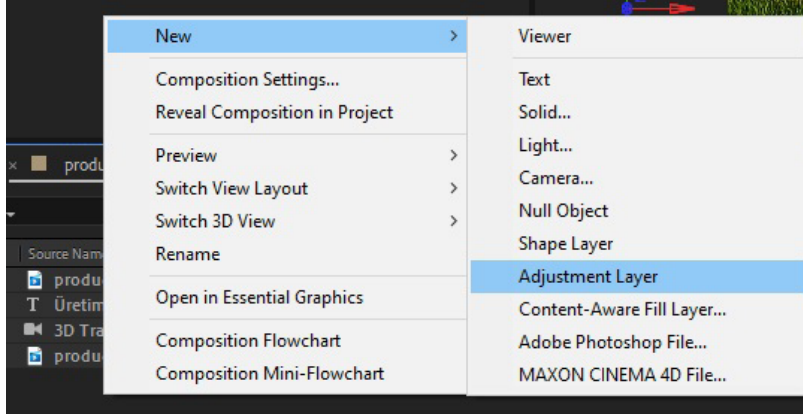 New
Composition Settings...
Reveal Composition in Project
Preview
Switch View Layout
Switch 3D View
Rename
Open in Essential Graphics
Composition Flowchart
Composition Mini-Flowchart
Viewer
Text
Solid...
Light...
Camera...
Null Object
Shape Layer
Adjustment Layer
Content-Aware Fill Layer...
Adobe Photoshop File...
MAXON CINEMA 4D File...
produ
Source Nam
produ
T Üretim
3D Tra
produ